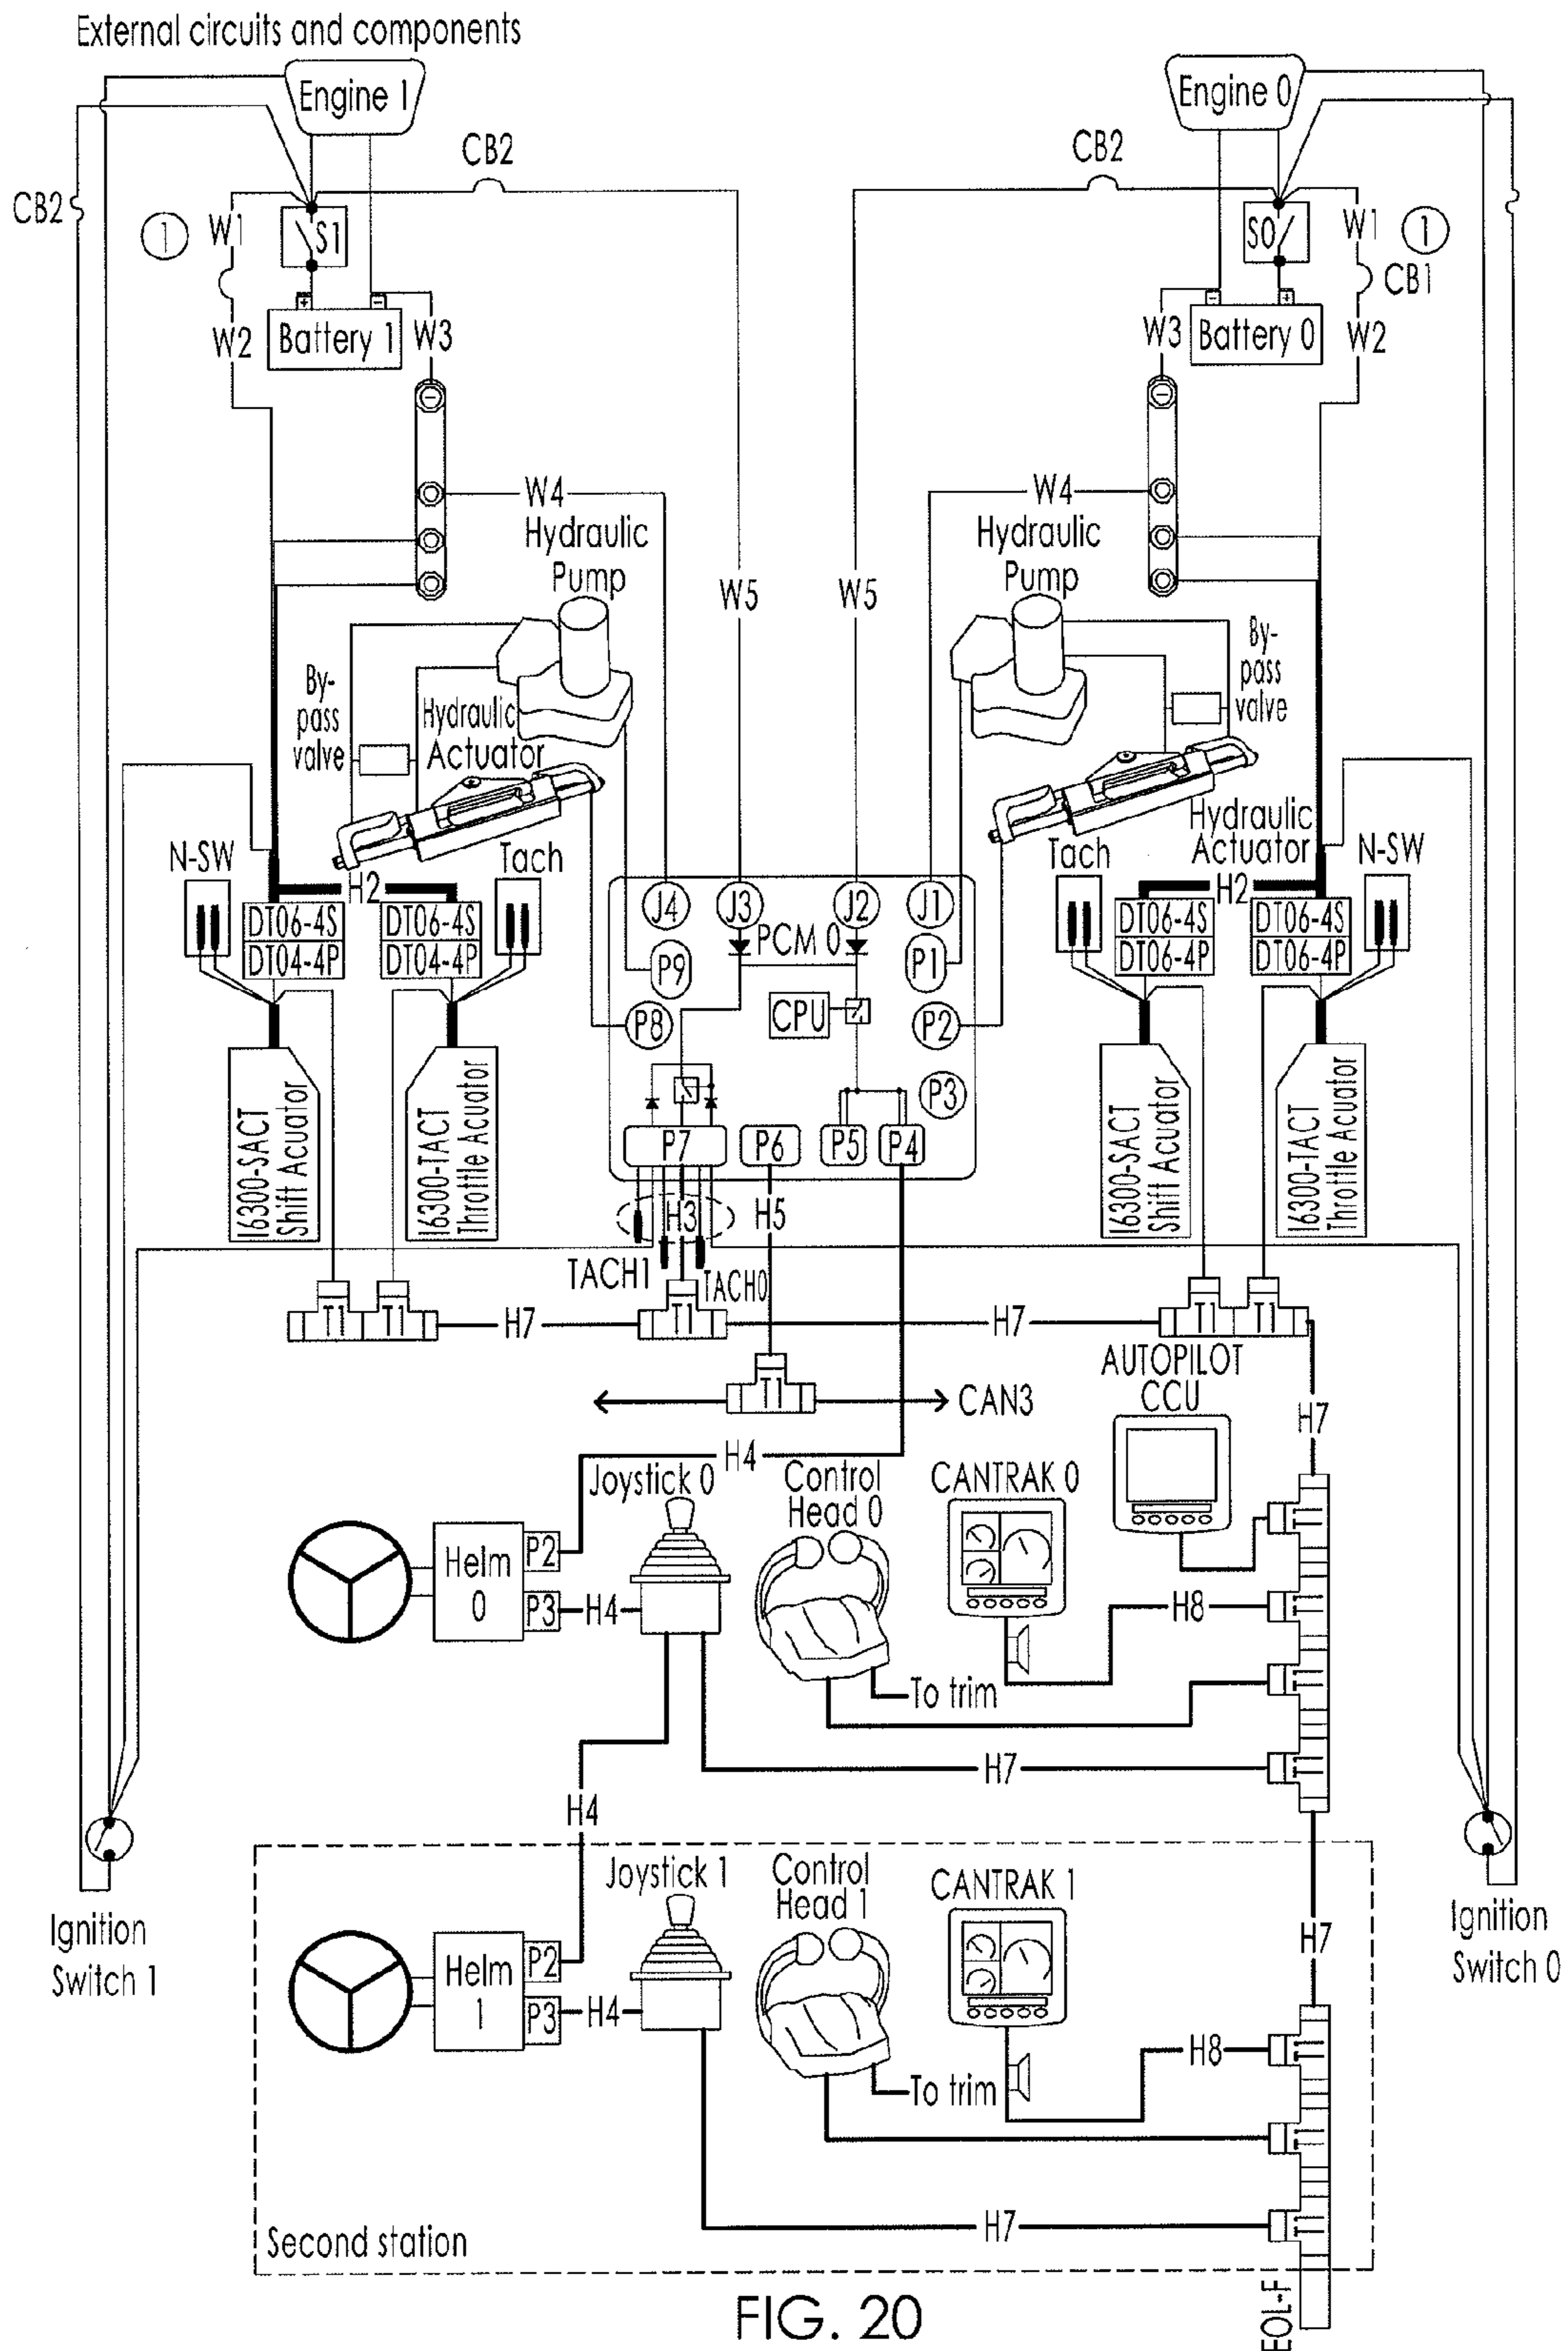 External circuits and components
Engine 1
Engine 0
CB2
CB2
CB2
1
W1
S1
S0
W1
1
CB1
+
-
-
+
W2
Battery 1
W3
W3
Battery 0
W2
-
-
W4
W4
Hydraulic
Pump
Hydraulic
Pump
W5
W5
By-
pass
valve
Hydraulic
Actuator
By-
pass
valve
Hydraulic
Actuator
N-SW
Tach
Tach
N-SW
H2
H2
DT06-4S
DT04-4P
DT06-4S
DT04-4P
DT06-4S
DT06-4P
DT06-4S
DT06-4P
J4
J3
J2
J1
PCM 0
P9
P1
P8
CPU
P2
P3
P7
P6
P5
P4
16300-SACT
Shift Acuator
16300-TACT
Throttle Acuator
16300-SACT
Shift Acuator
16300-TACT
Throttle Acuator
H3
H5
TACH1
TACH0
T1
T1
H7
T1
H7
T1
T1
AUTOPILOT
CCU
T1
CAN3
H7
H4
Joystick 0
Control
Head 0
CANTRAK 0
Helm
0
P2
P3
H4
H8
To trim
H7
H4
Joystick 1
Control
Head 1
CANTRAK 1
Ignition
Switch 1
Ignition
Switch 0
H7
Helm
1
P2
P3
H4
H8
To trim
H7
Second station
EOL-F
FIG. 20